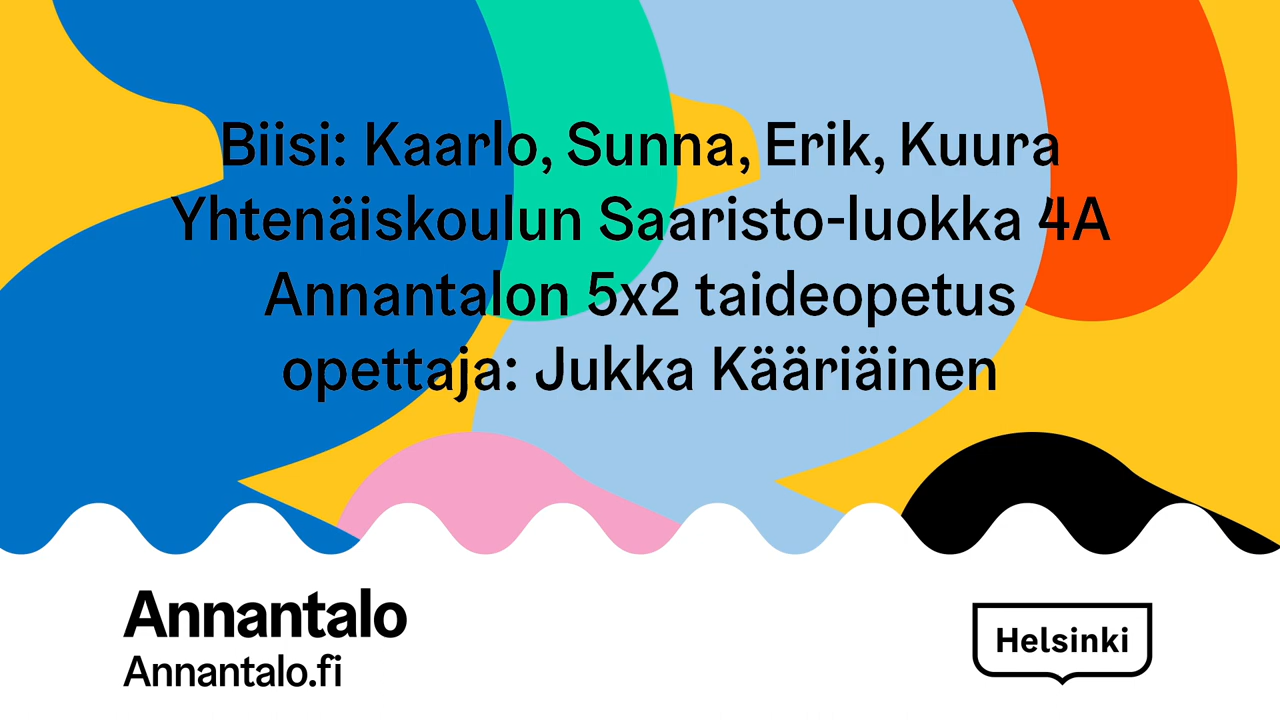 Biisi: Kaarlo, Sunna, Erik, Kuura
Yhtenäiskoulun Saaristo-luokka 4A
Annantalon 5x2 taideopetus
opettaja: Jukka Kääriäinen
Annantalo
Annantalo.fi
Helsinki